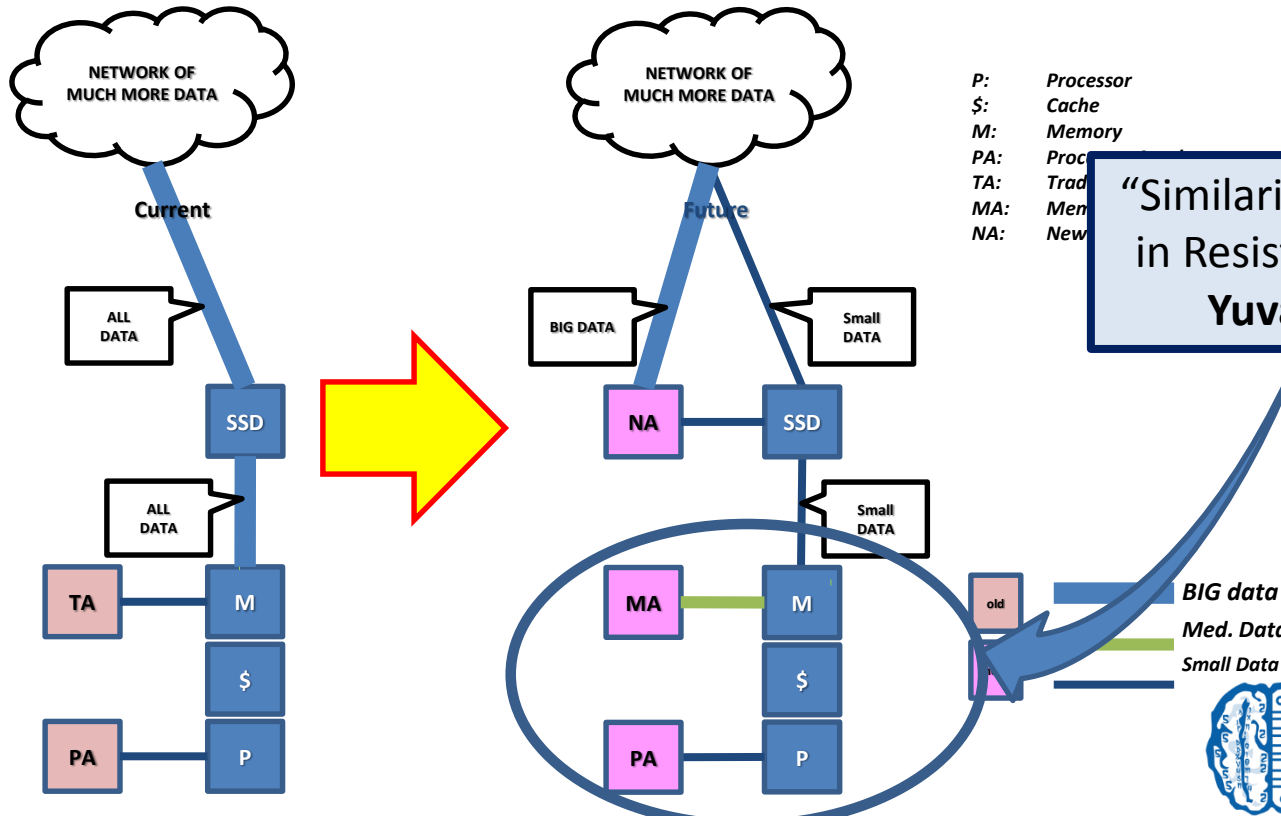 NETWORK OF
MUCH MORE DATA
Current
ALL
DATA
SSD
ALL
DATA
TA
M
$
PA
P
NETWORK OF
MUCH MORE DATA
Future
BIG DATA
Small
DATA
NA
SSD
Small
DATA
MA
M
$
PA
P
P: Processor
$: Cache
M: Memory
PA:
TA:
MA:
NA: New
“Similari
in Resis
Yuva
old
BIG data
Med. Data
Small Data